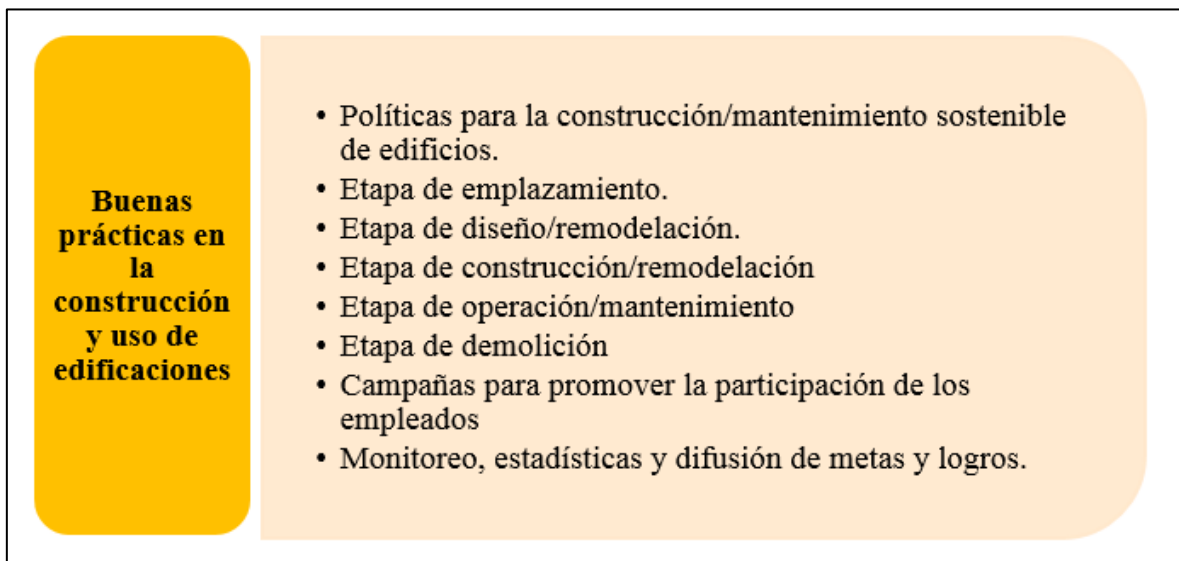 Buenas
prácticas en
la
construcción
y uso de
edificaciones
• Políticas para la construcción/mantenimiento sostenible
de edificios.
• Etapa de emplazamiento.
• Etapa de diseño/remodelación.
• Etapa de construcción/remodelación
• Etapa de operación/mantenimiento
• Etapa de demolición
• Campañas para promover la participación de los
empleados
• Monitoreo, estadísticas y difusión de metas y logros.